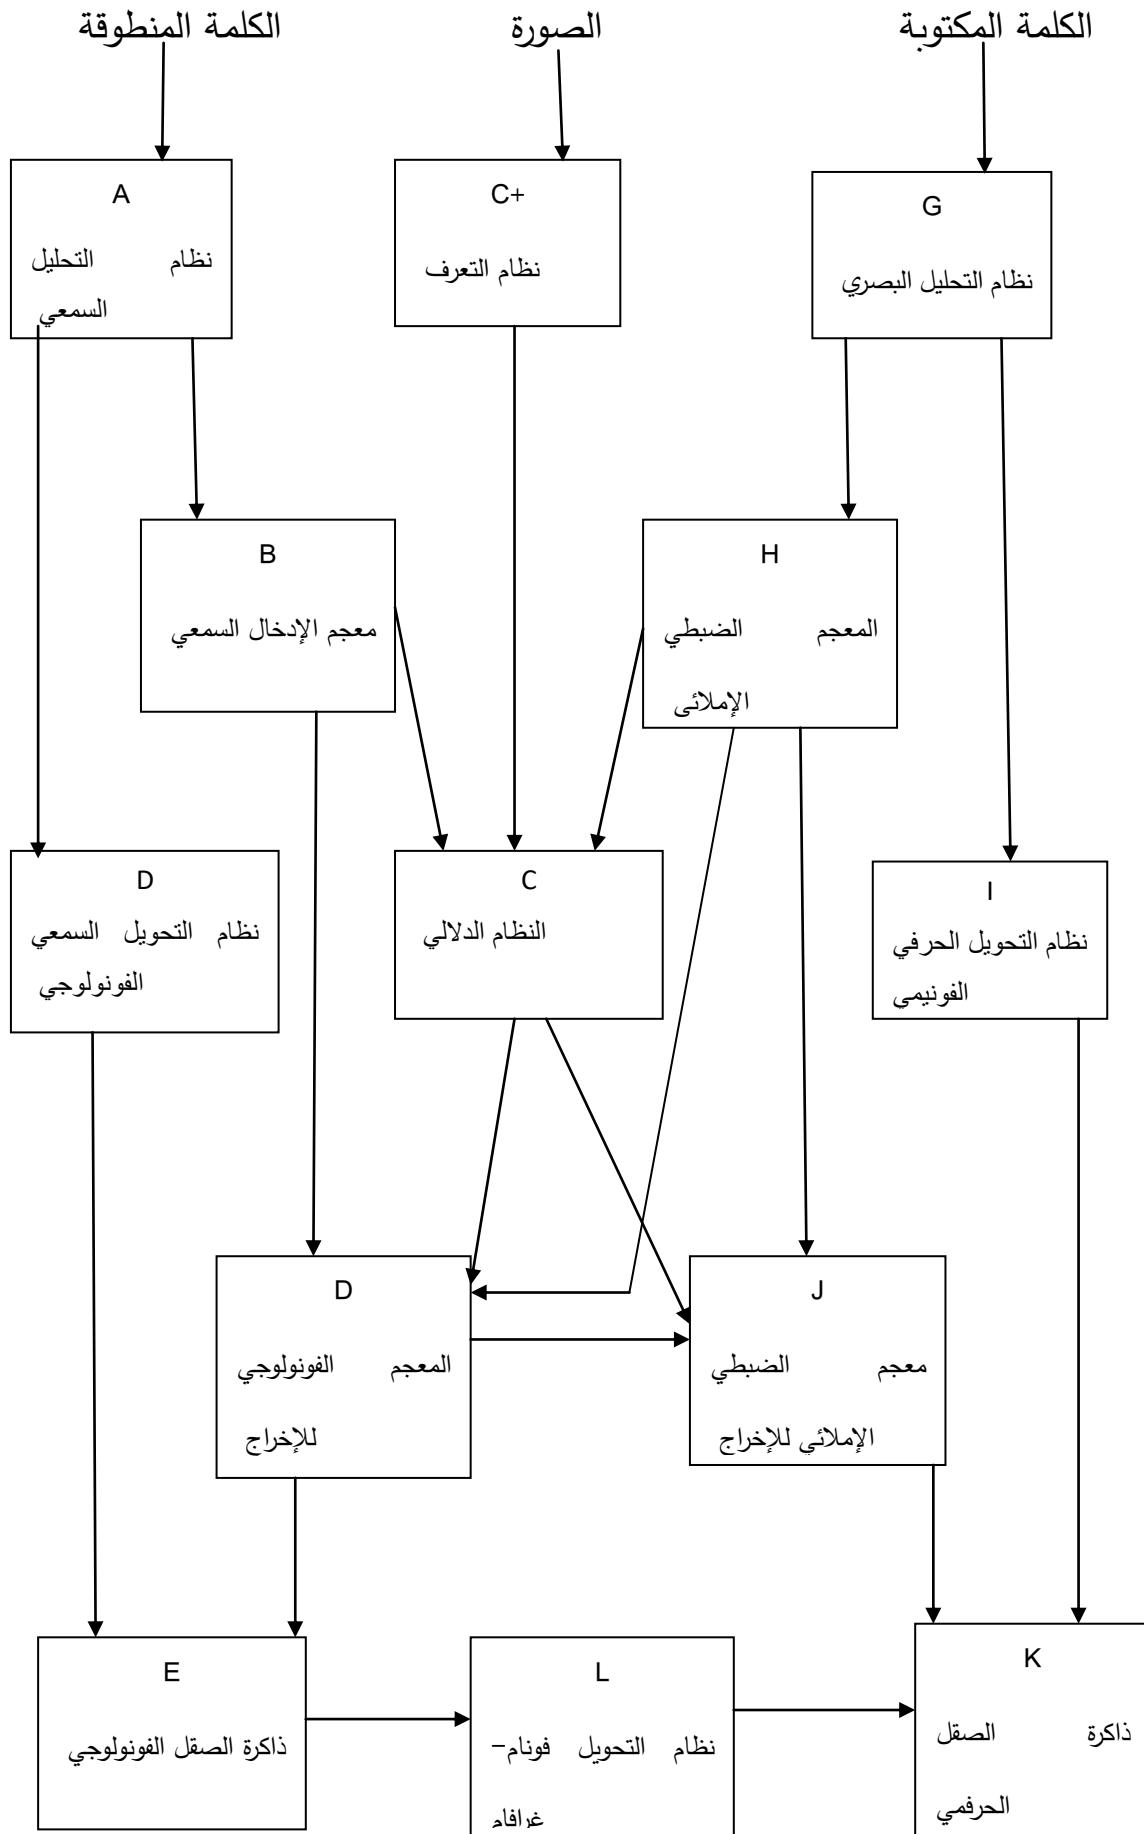 الكلمة المنطوقة
الصورة
الكلمة المكتوبة
A
نظام التحليل
السمعي
C+
نظام التعرف
G
نظام التحليل البصري
B
معجم الإدخال السمعي
H
المعجم الضبطي
الإملائى
D
نظام التحويل السمعي
الفونولوجي
C
النظام الدلالي
I
نظام التحويل الحرفي
الفونيمي
D
المعجم الفونولوجي
للإخراج
J
معجم الضبطي
الإملائي للإخراج
E
ذاكرة الصقل الفونولوجي
L
نظام التحويل فونام–
غرافام
K
ذاكرة الصقل
الحرفمي